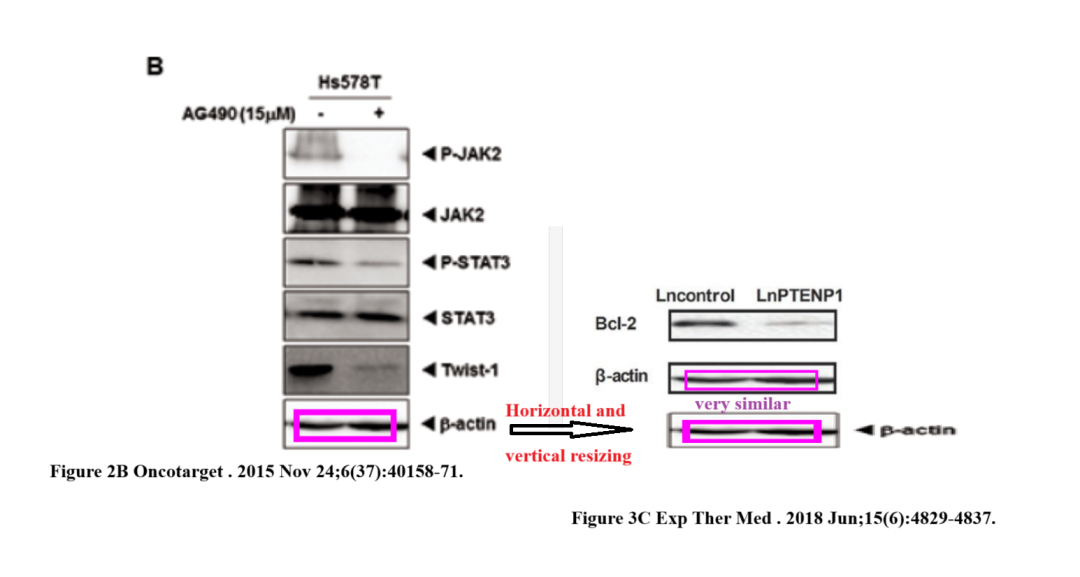 B
Hs578T
AG490 (15μM) - +
P-JAK2
JAK2
P-STAT3
STAT3
Twist-1
β-actin
Figure 2B Oncotarget . 2015 Nov 24;6(37):40158-71.
Horizontal and
vertical resizing
Lncontrol LnPTENP1
Bcl-2
β-actin
very similar
β-actin
Figure 3C Exp Ther Med . 2018 Jun;15(6):4829-4837.